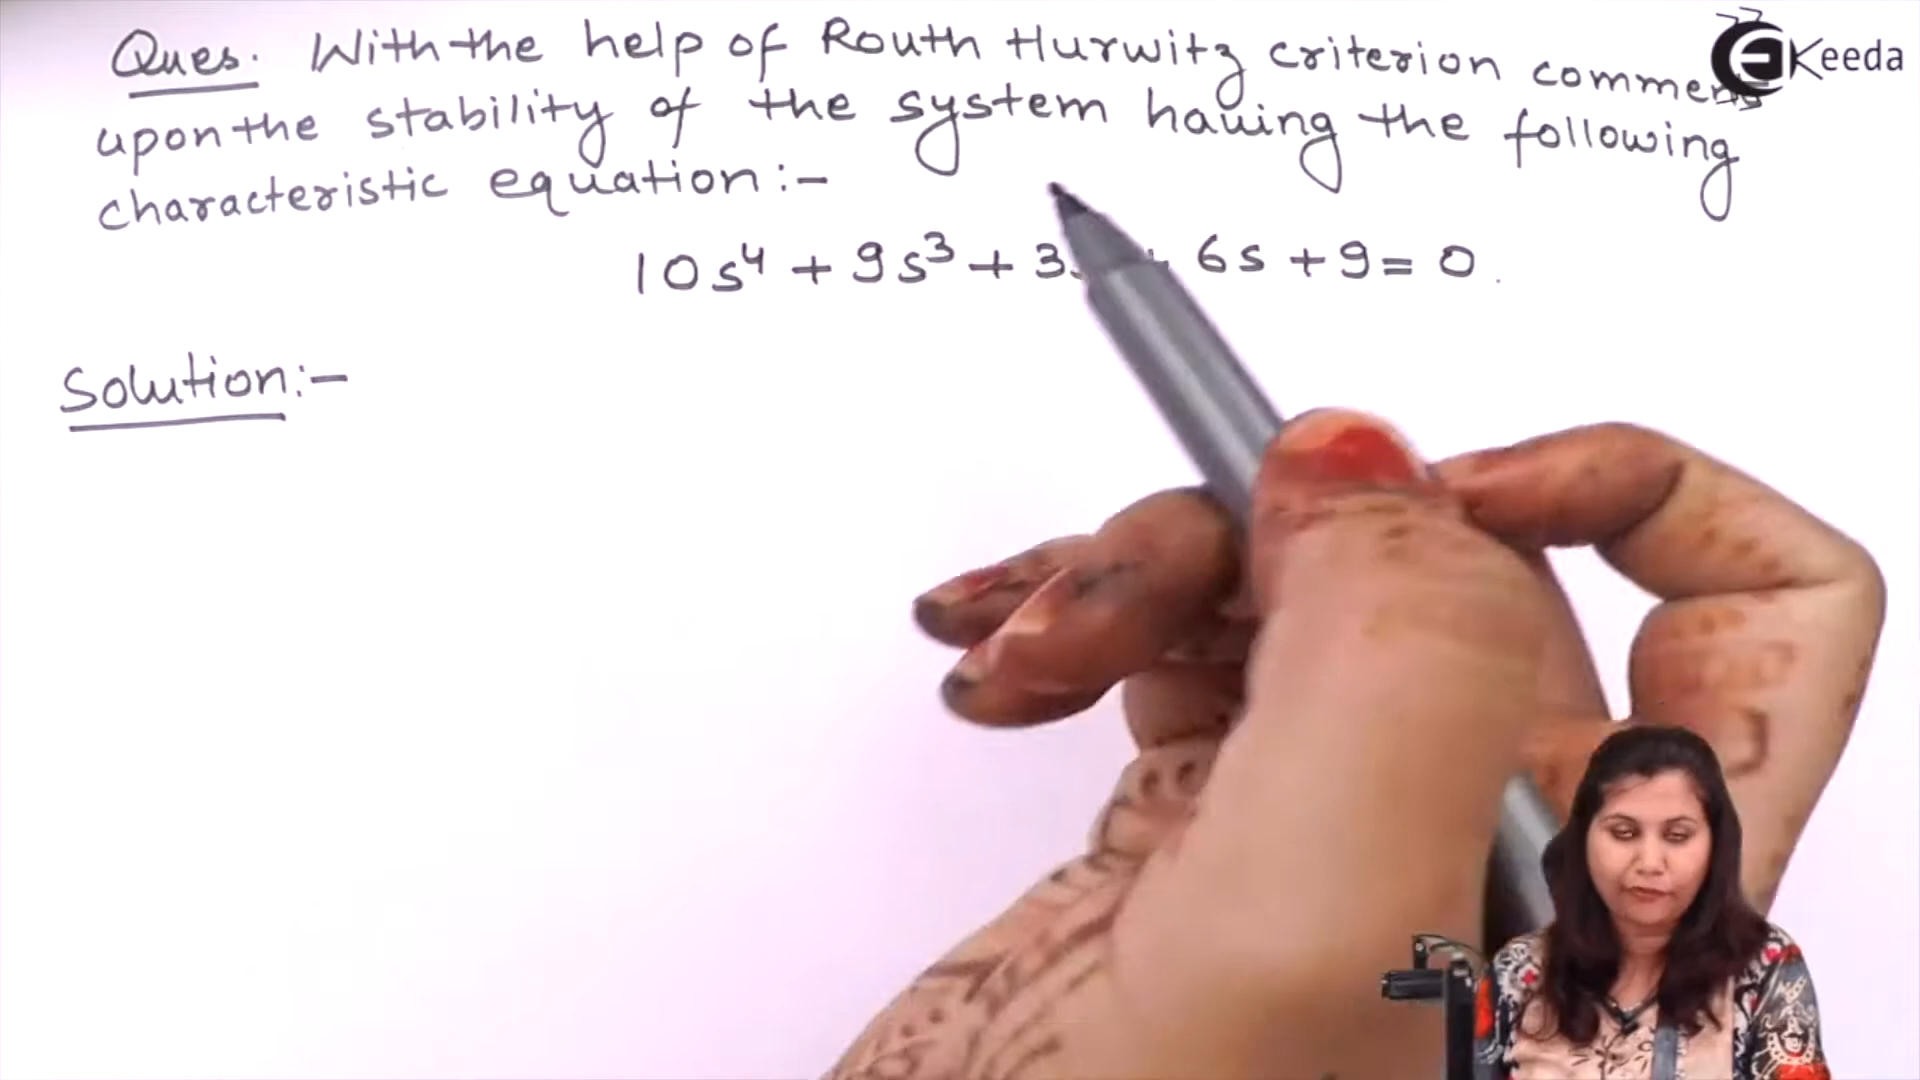 Ques. With the help of Routh Hurwitz criterion
upon the stability of the system having the following
characteristic equation:-
10s⁴ + 9s³ + 3 6s + 9 = 0.
Solution:-
Keeda